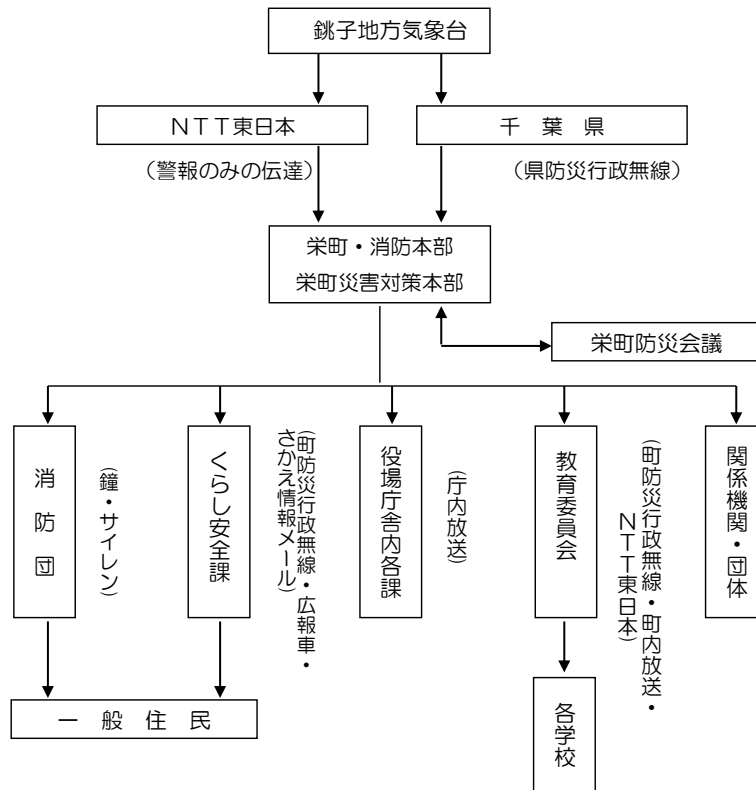 銚子地方気象台
ＮＴＴ東日本
千　葉　県
（警報のみの伝達）
（県防災行政無線）
栄町・消防本部
栄町災害対策本部
栄町防災会議
消　防　団
（鐘・サイレン）
くらし安全課
（町防災行政無線・広報車・
さかえ情報メール）
役場庁舎内各課
（庁内放送）
教育委員会
（町防災行政無線・町内放送・
ＮＴＴ東日本）
関係機関・団体
一　般　住　民
各学校